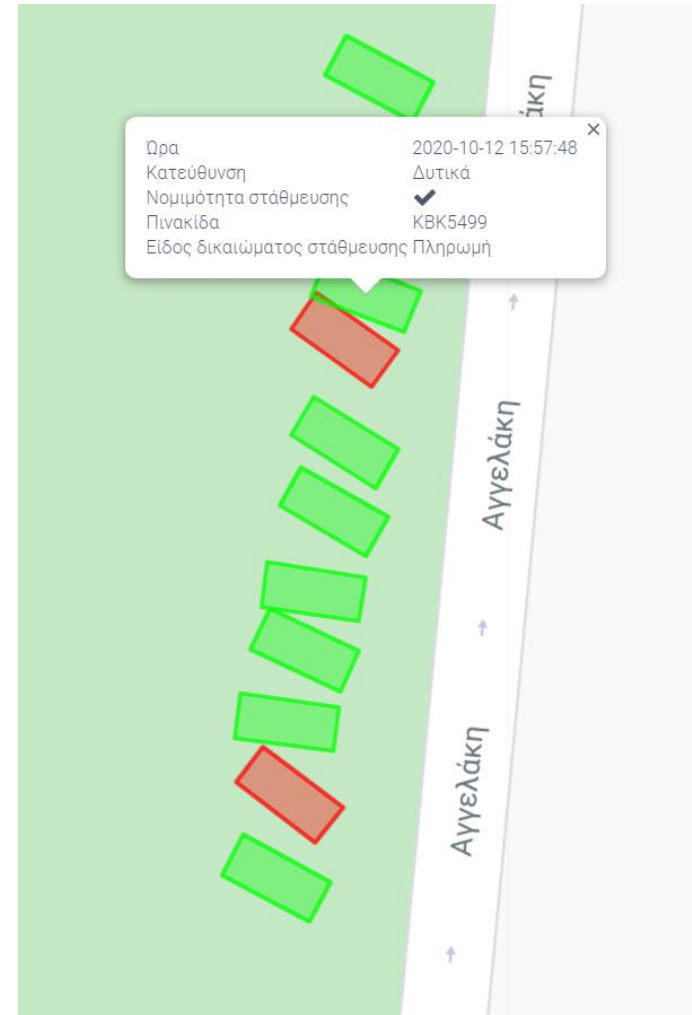 άκη
×
Ώρα 2020-10-12 15:57:48
Κατεύθυνση Δυτικά
Νομιμότητα στάθμευσης ✔
Πινακίδα KBK5499
Είδος δικαιώματος στάθμευσης Πληρωμή
Αγγελάκη
Αγγελάκη